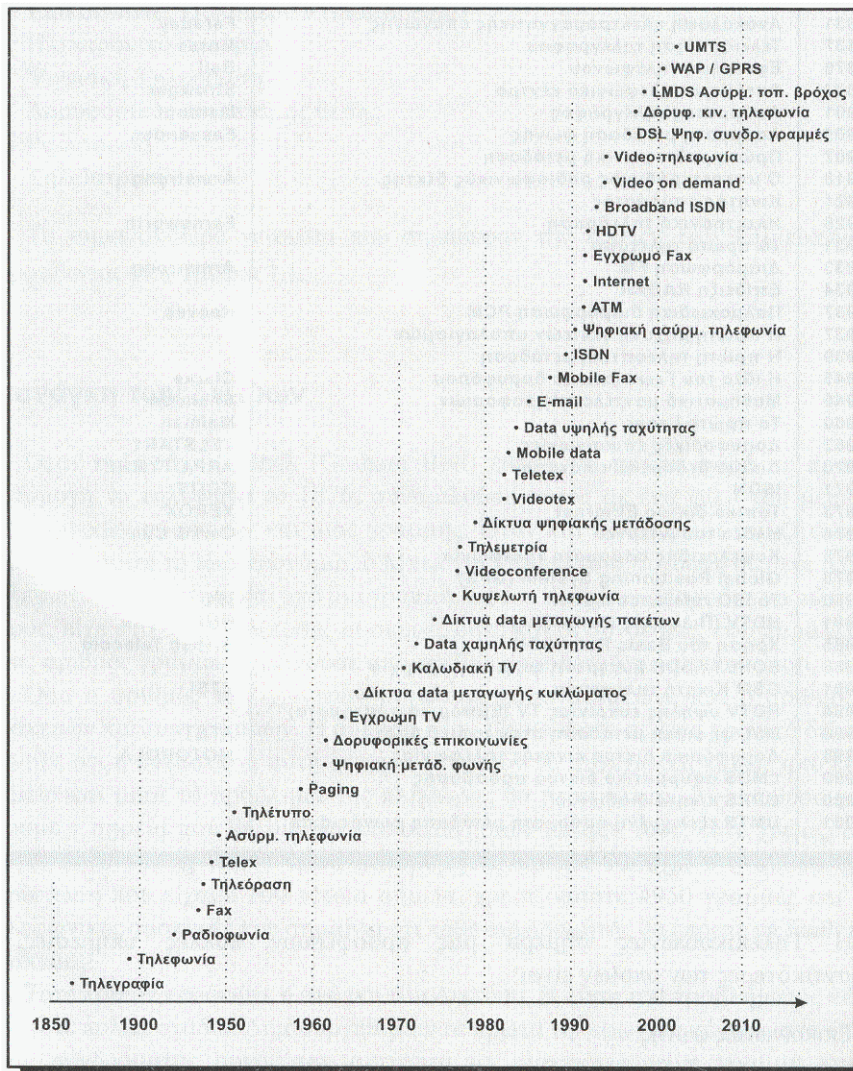 • UMTS
• WAP / GPRS
• LMDS Ασύρμ. τοπ. βρόχος
• Δορυφ. κιν. τηλεφωνία
• DSL Ψηφ. συνδρ. γραμμές
• Video-τηλεφωνία
• Video on demand
• Broadband ISDN
• HDTV
• Εγχρωμο Fax
• Internet
• ATM
• Ψηφιακή ασύρμ. τηλεφωνία
• ISDN
• Mobile Fax
• E-mail
• Data υψηλής ταχύτητας
• Mobile data
• Teletex
• Videotex
• Δίκτυα ψηφιακής μετάδοσης
• Τηλεμετρία
• Videoconference
• Κυψελωτή τηλεφωνία
• Δίκτυα data μεταγωγής πακέτων
• Data χαμηλής ταχύτητας
• Καλωδιακή TV
• Δίκτυα data μεταγωγής κυκλώματος
• Εγχρωμη TV
• Δορυφορικές επικοινωνίες
• Ψηφιακή μετάδ. φωνής
• Paging
• Τηλέτυπο
• Ασύρμ. τηλεφωνία
• Telex
• Τηλεόραση
• Fax
• Ραδιοφωνία
• Τηλεφωνία
• Τηλεγραφία
1850 1900 1950 1960 1970 1980 1990 2000 2010